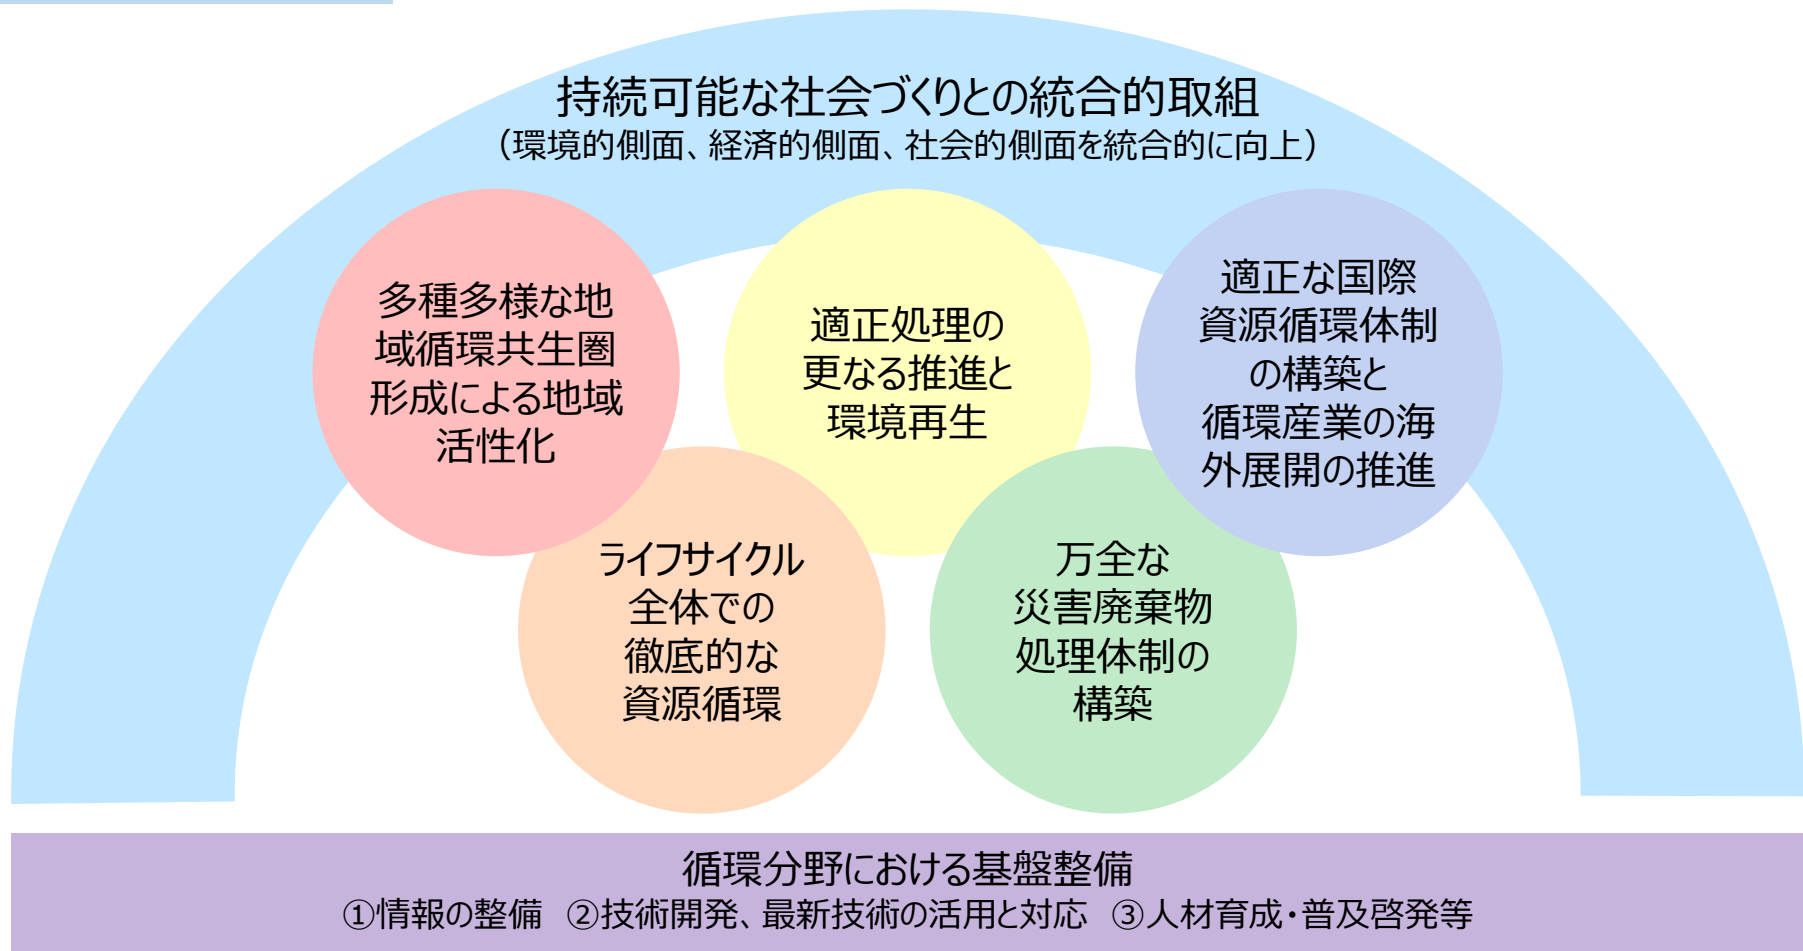 持続可能な社会づくりとの統合的取組
（環境的側面、経済的側面、社会的側面を統合的に向上）
多種多様な地
域循環共生圏
形成による地域
活性化
適正処理の
更なる推進と
環境再生
適正な国際
資源循環体制
の構築と
循環産業の海
外展開の推進
ライフサイクル
全体での
徹底的な
資源循環
万全な
災害廃棄物
処理体制の
構築
循環分野における基盤整備
①情報の整備　②技術開発、最新技術の活用と対応　③人材育成・普及啓発等